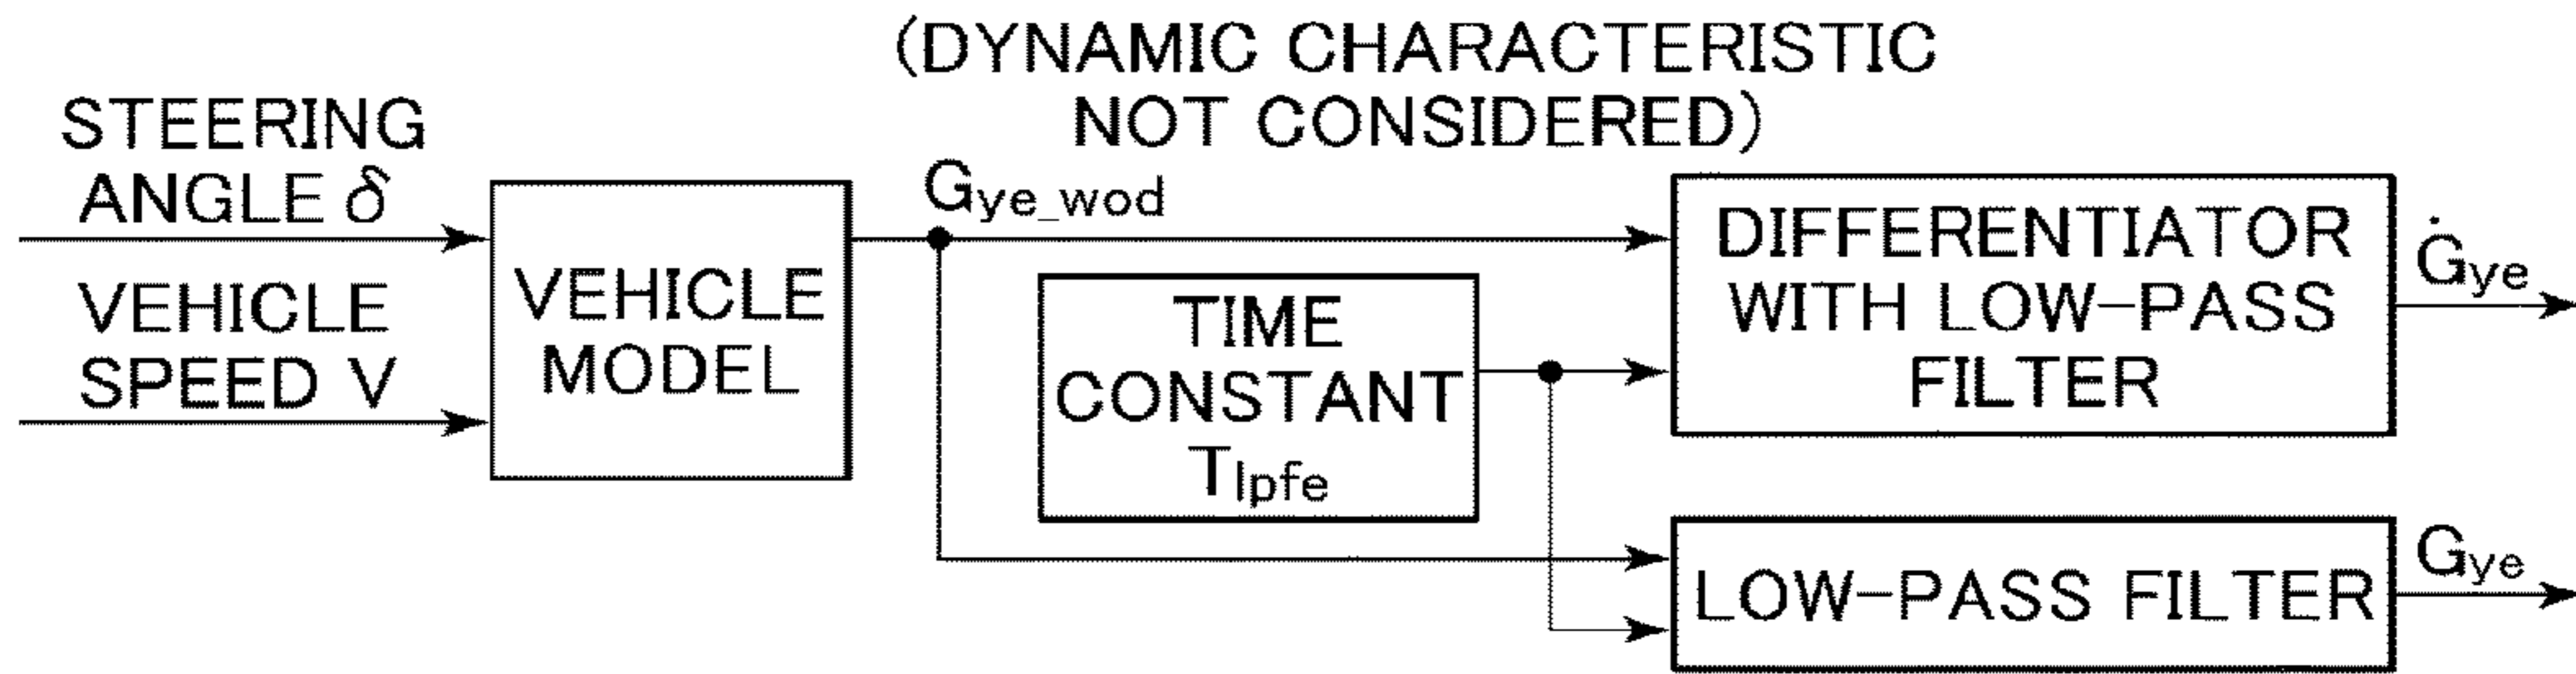 (DYNAMIC CHARACTERISTIC
NOT CONSIDERED)
STEERING
ANGLE δ
VEHICLE
SPEED V
VEHICLE
MODEL
Gye_wod
TIME
CONSTANT
Tlpfe
DIFFERENTIATOR
WITH LOW-PASS
FILTER
Ġye
LOW-PASS FILTER
Gye